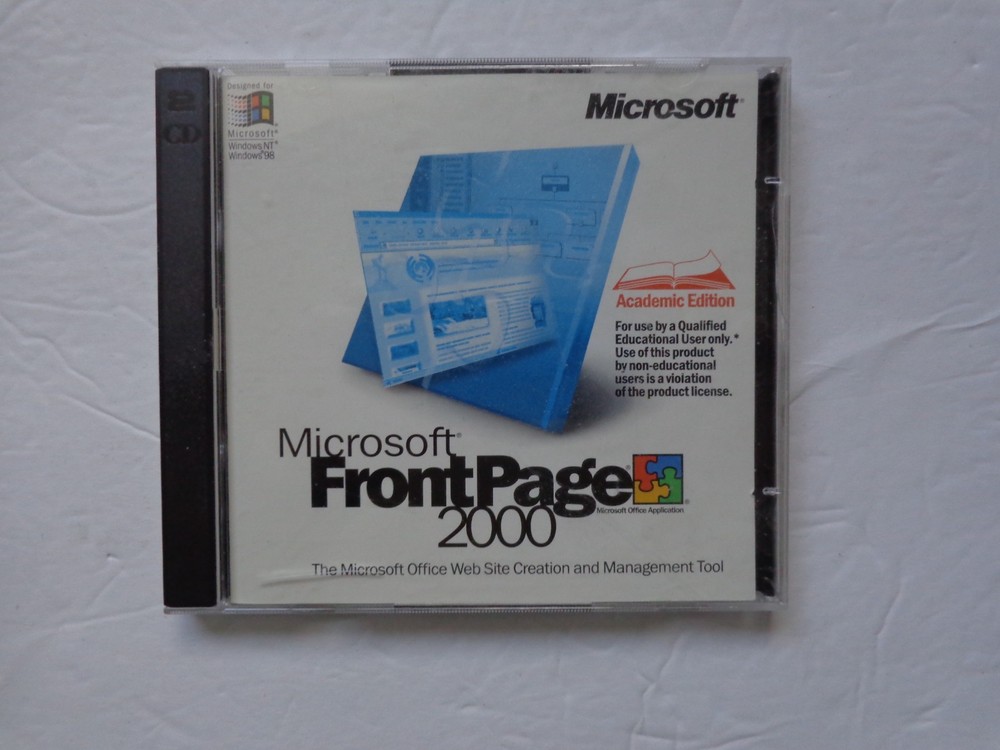 2
CD
Designed for
Microsoft®
Windows NT®
Windows®98
Microsoft®
Academic Edition
For use by a Qualified
Educational User only.*
Use of this product
by non-educational
users is a violation
of the product license.
Microsoft®
FrontPage®
Microsoft Office Application
2000
The Microsoft Office Web Site Creation and Management Tool